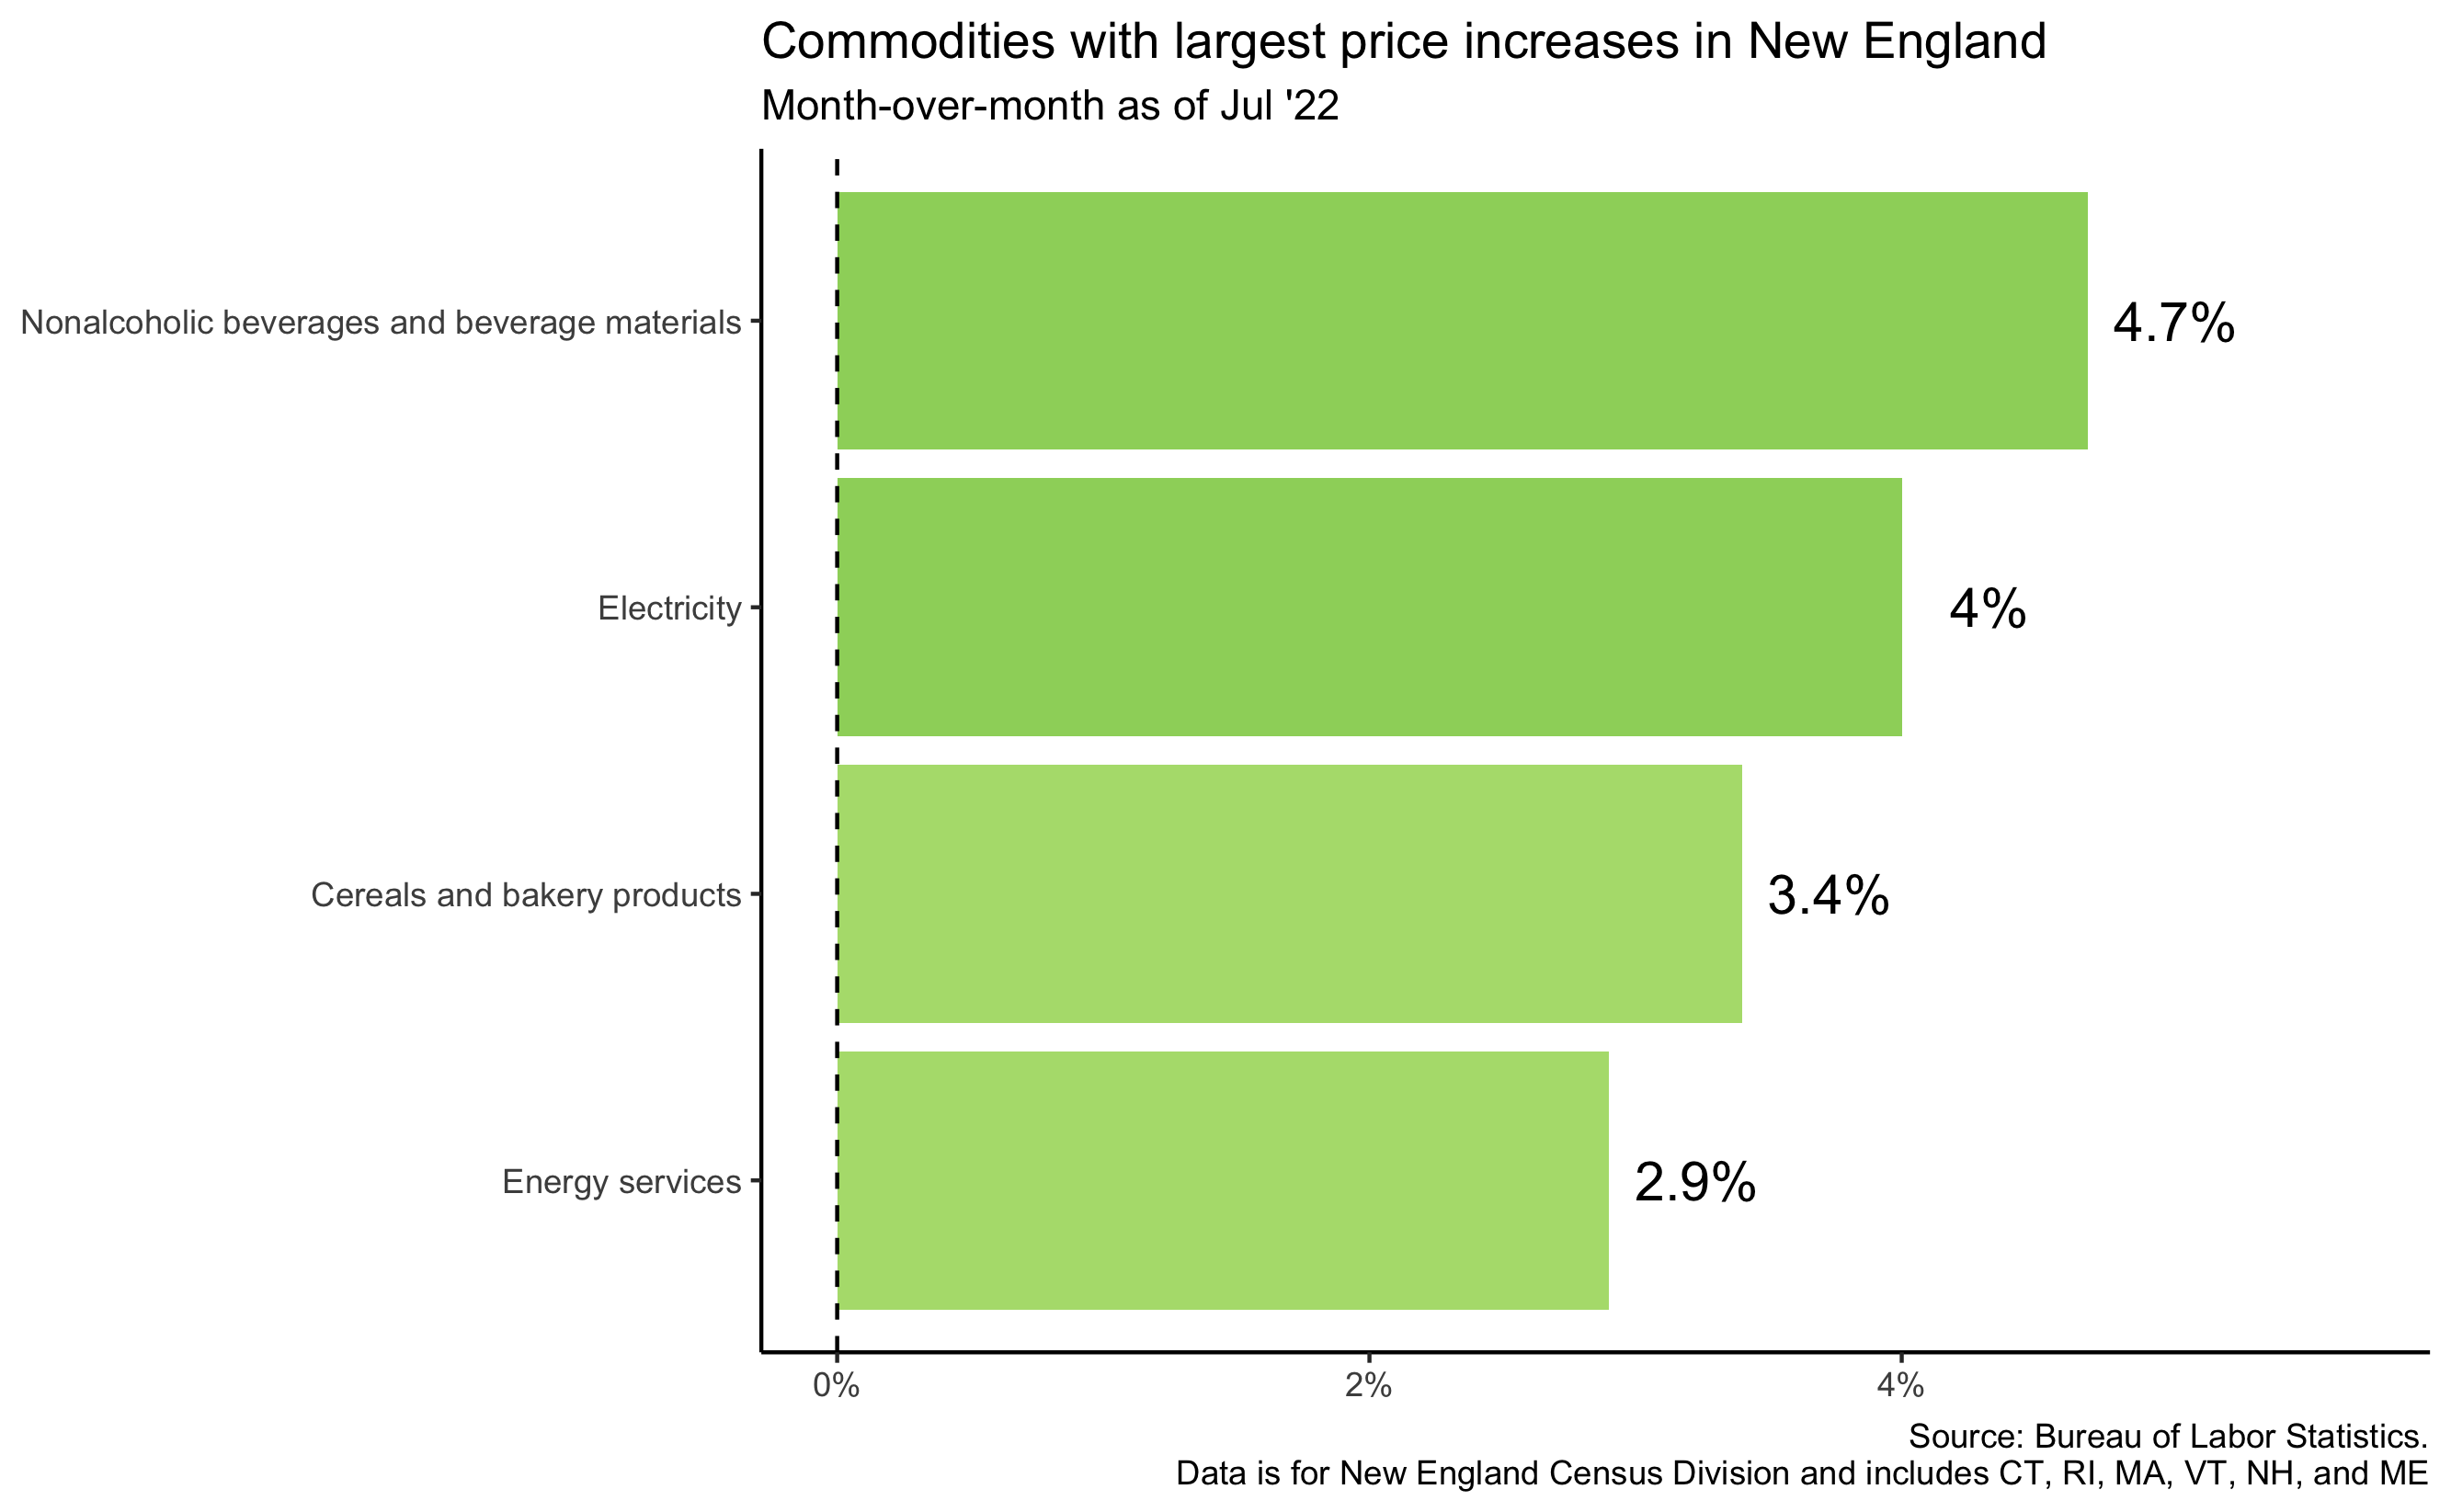 Commodities with largest price increases in New England
Month-over-month as of Jul '22
Nonalcoholic beverages and beverage materials
4.7%
Electricity
4%
Cereals and bakery products
3.4%
Energy services
2.9%
0%
2%
4%
Source: Bureau of Labor Statistics.
Data is for New England Census Division and includes CT, RI, MA, VT, NH, and ME